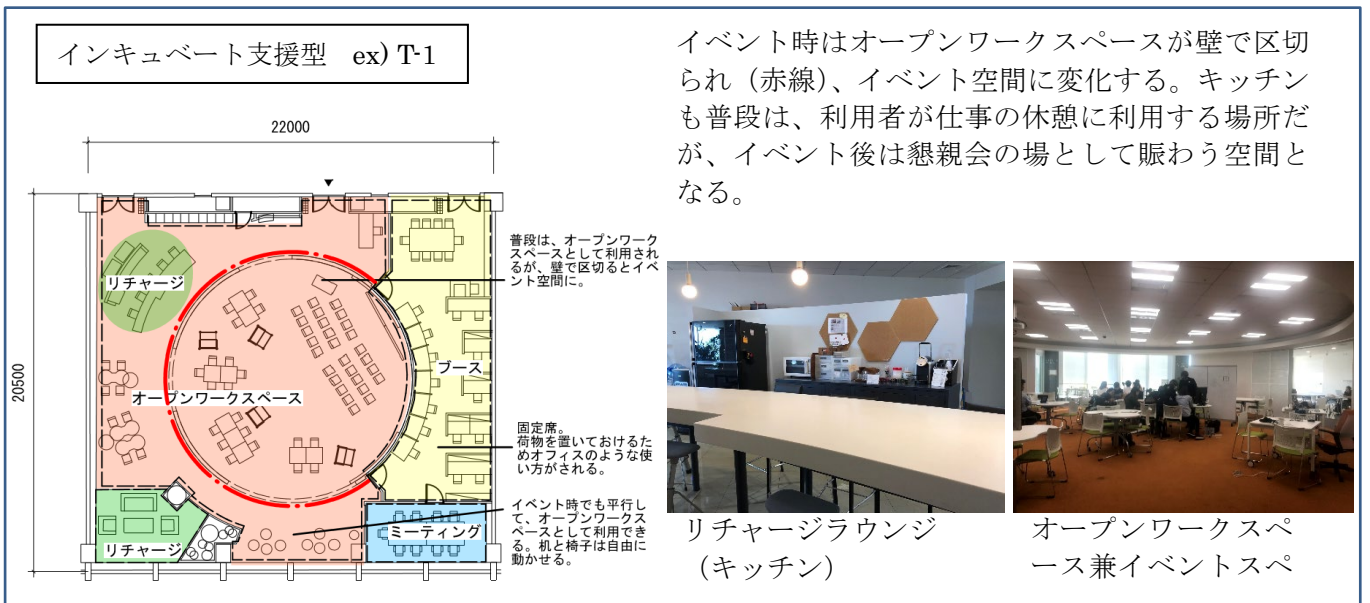 インキュベート支援型 ex) T-1
イベント時はオープンワークスペースが壁で区切
られ（赤線）、イベント空間に変化する。キッチン
も普段は、利用者が仕事の休憩に利用する場所だ
が、イベント後は懇親会の場として賑わう空間と
なる。
22000
20500
リチャージ
オープンワークスペース
ブース
リチャージ
ミーティング
普段は、オープンワーク
スペースとして利用され
るが、壁で区切るとイベ
ント空間に。
固定席。
荷物を置いておけるた
めオフィスのような使
い方がされる。
イベント時でも平行し
て、オープンワークス
ペースとして利用でき
る。机と椅子は自由に
動かせる。
リチャージラウンジ
（キッチン）
オープンワークスペ
ース兼イベントスペ